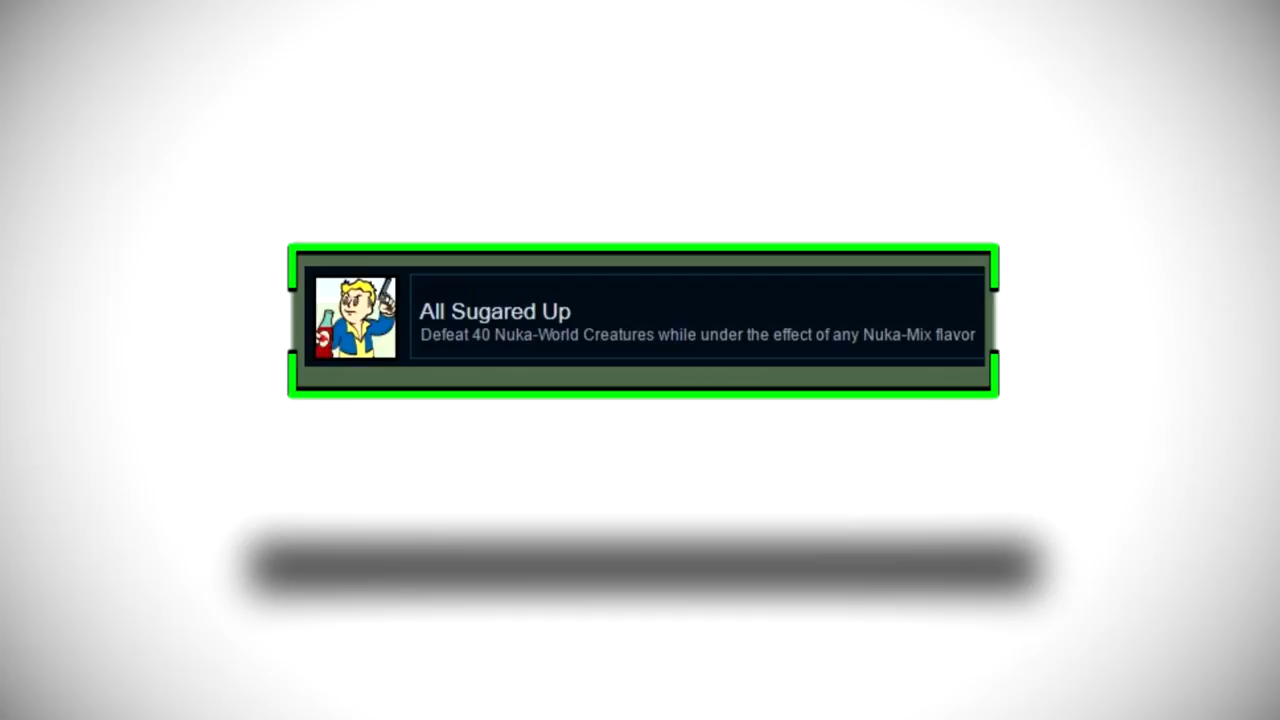 All Sugared Up
Defeat 40 Nuka-World Creatures while under the effect of any Nuka-Mix flavor